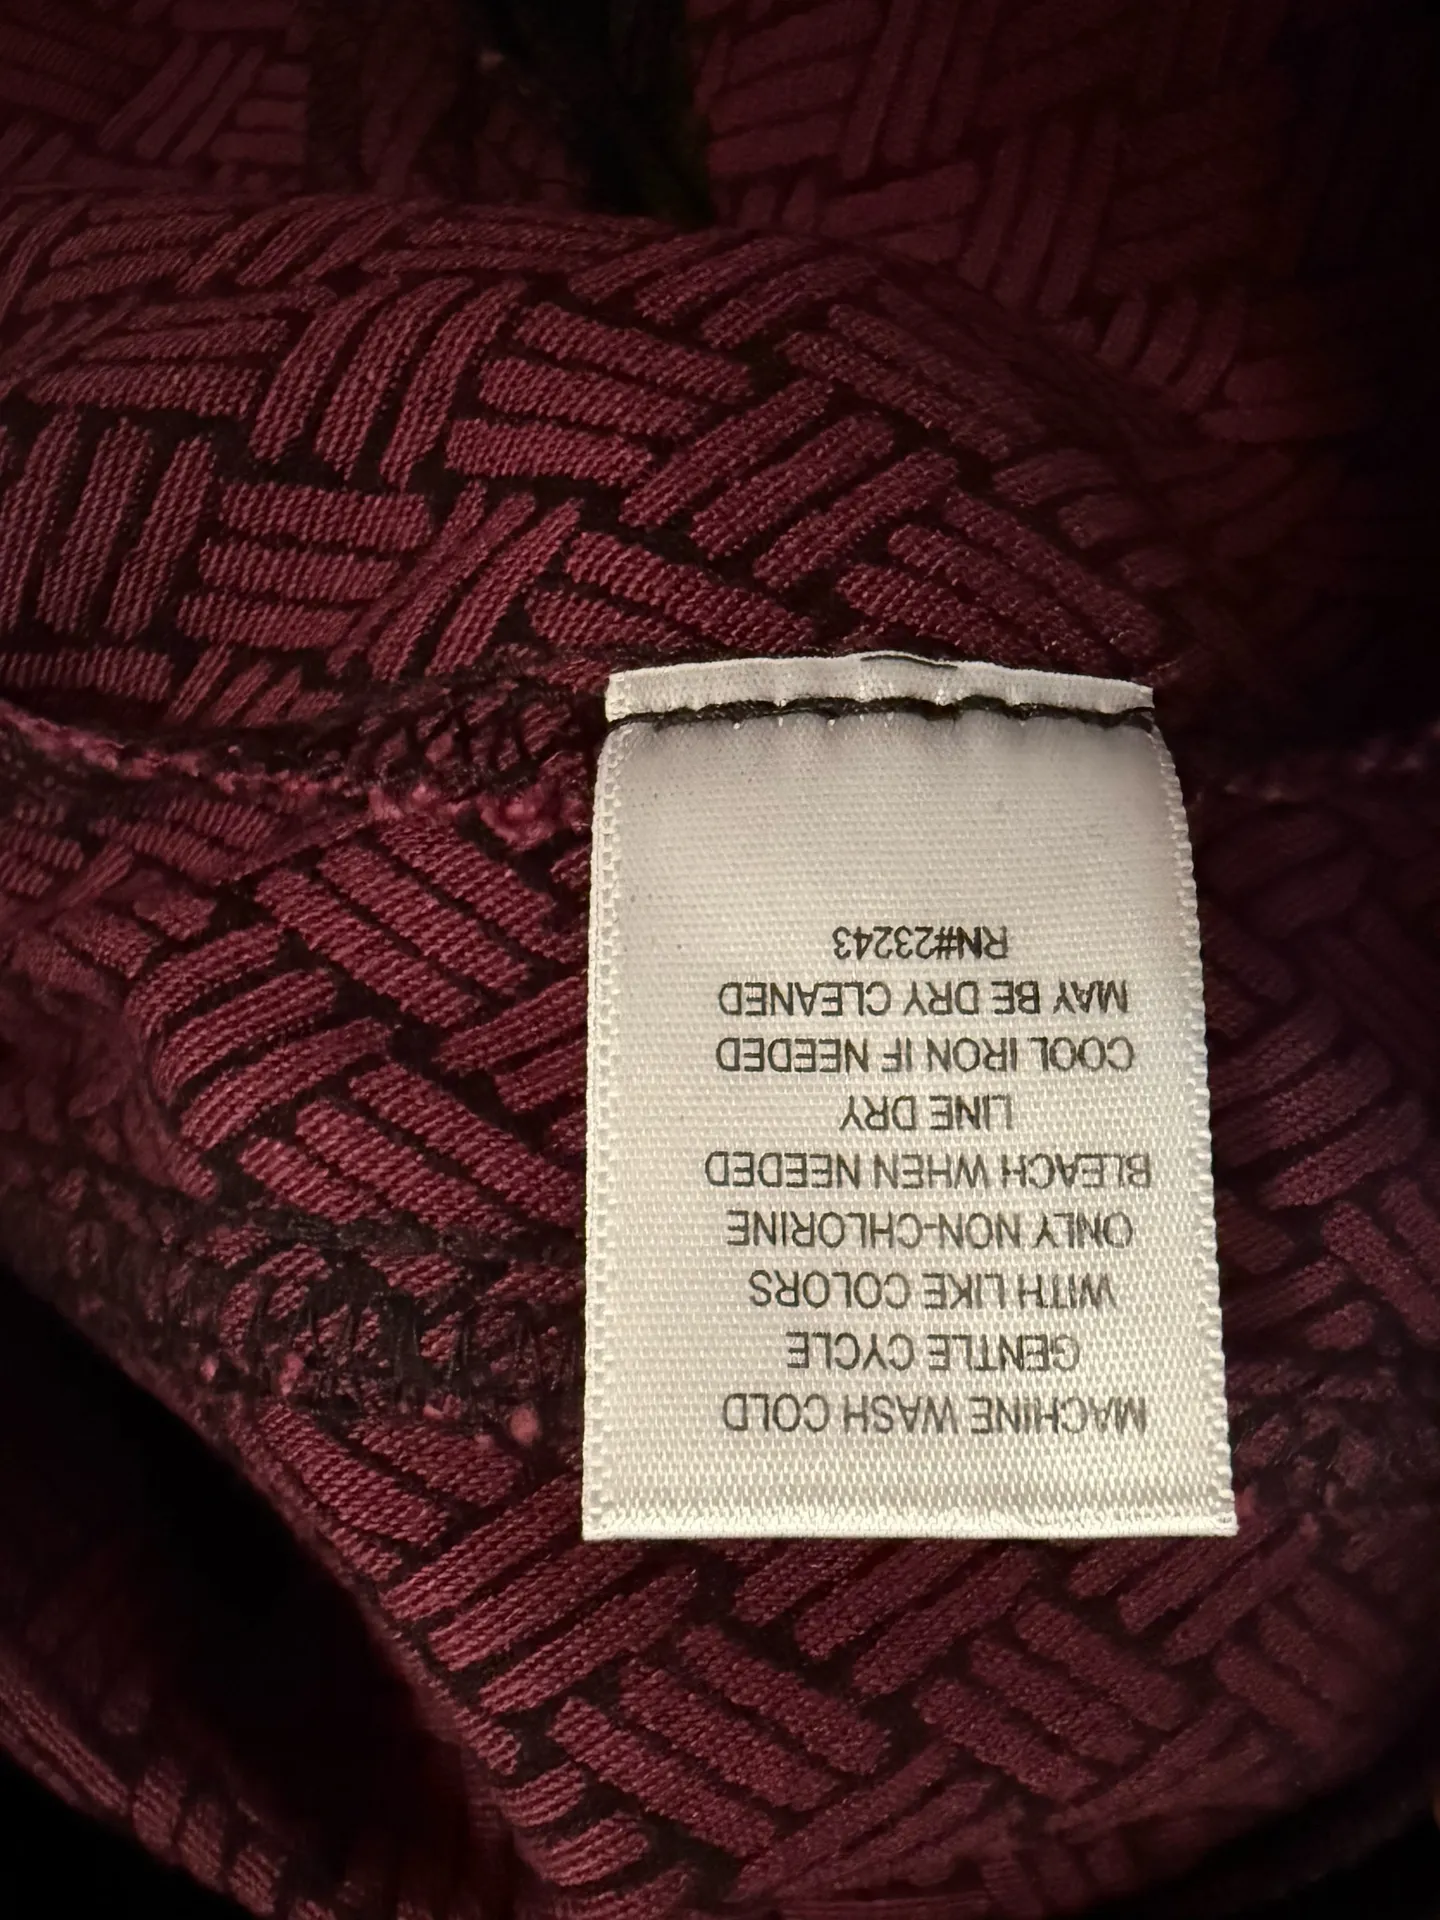 MACHINE WASH COLD
GENTLE CYCLE
WITH LIKE COLORS
ONLY NON-CHLORINE
BLEACH WHEN NEEDED
LINE DRY
COOL IRON IF NEEDED
MAY BE DRY CLEANED
RN#23243